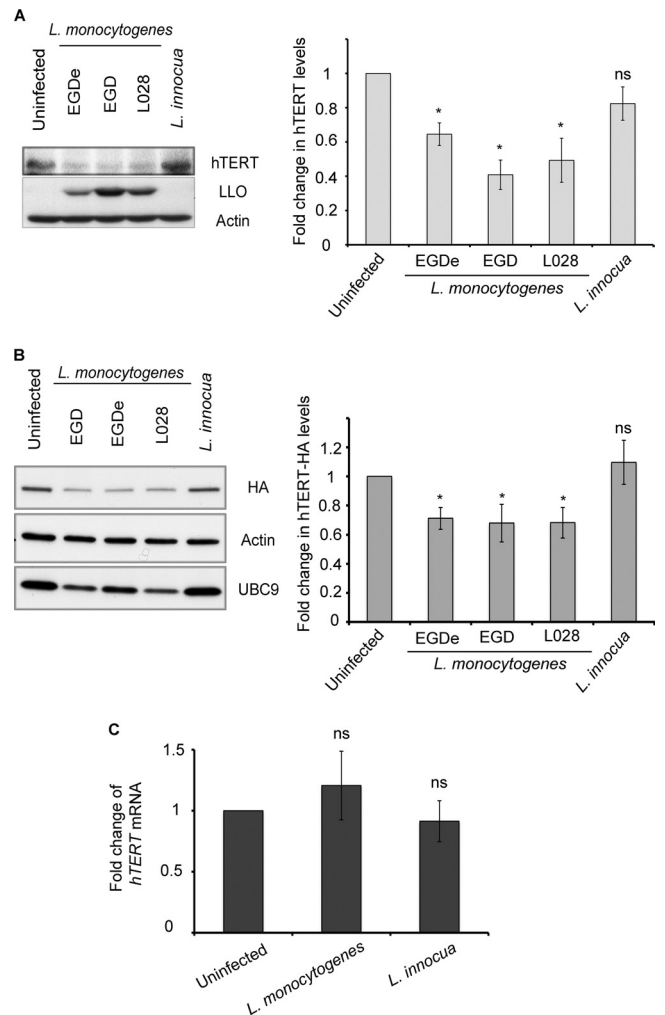 A
L. monocytogenes
Uninfected
EGDe
EGD
L028
L. innocua
hTERT
LLO
Actin
Fold change in hTERT levels
1
0.8
0.6
0.4
0.2
0
*
*
*
ns
Uninfected
EGDe
EGD
L028
L. innocua
L. monocytogenes
B
L. monocytogenes
Uninfected
EGD
EGDe
L028
L. innocua
HA
Actin
UBC9
Fold change in hTERT-HA levels
1.2
1
0.8
0.6
0.4
0.2
0
*
*
*
ns
Uninfected
EGDe
EGD
L028
L. innocua
L. monocytogenes
C
Fold change of
hTERT mRNA
1.5
1
0.5
0
ns
ns
Uninfected
L. monocytogenes
L. innocua